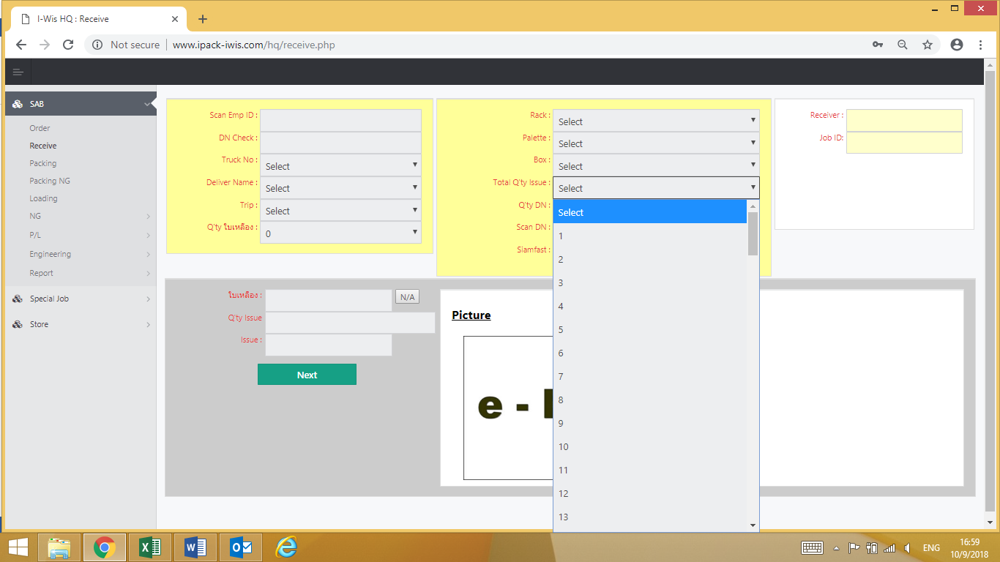 I-Wis HQ : Receive
Not secure
www.ipack-iwis.com/hq/receive.php
SAB
Order
Receive
Packing
Packing NG
Loading
NG
P/L
Engineering
Report
Special Job
Store
Scan Emp ID :
DN Check :
Truck No : Select
Deliver Name : Select
Trip : Select
Q'ty ใบเหลือง : 0
Rack : Select
Palette : Select
Box : Select
Total Q'ty Issue : Select
Q'ty DN :
Scan DN :
Siamfast :
Select
1
2
3
4
5
6
7
8
9
10
11
12
13
Receiver :
Job ID:
ใบเหลือง : N/A
Q'ty Issue
Issue :
Next
Picture
e -
ENG
16:59
10/9/2018